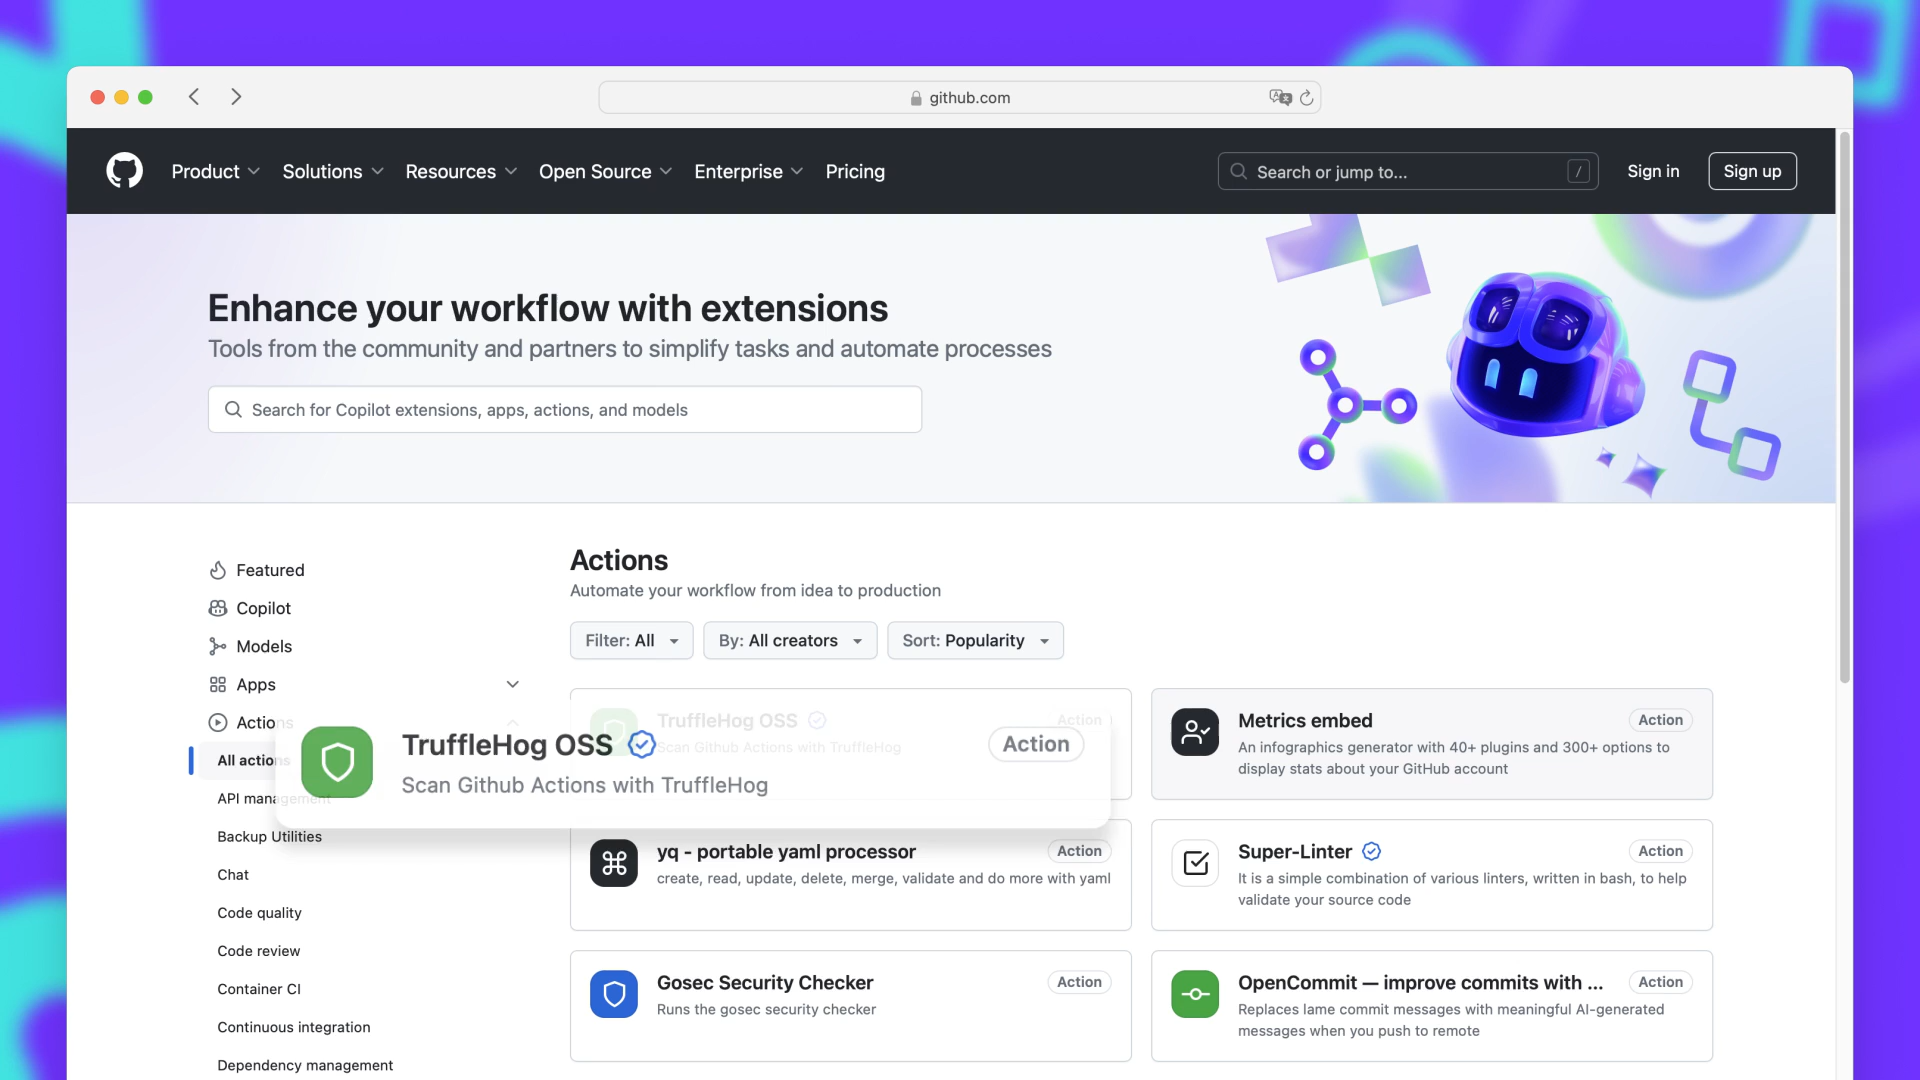 github.com
Product
Solutions
Resources
Open Source
Enterprise
Pricing
Search or jump to...
/
Sign in
Sign up
Enhance your workflow with extensions
Tools from the community and partners to simplify tasks and automate processes
Search for Copilot extensions, apps, actions, and models
Featured
Copilot
Models
Apps
Actions
All actions
API management
Backup Utilities
Chat
Code quality
Code review
Container CI
Continuous integration
Dependency management
Actions
Automate your workflow from idea to production
Filter: All
By: All creators
Sort: Popularity
TruffleHog OSS
Action
Scan Github Actions with TruffleHog
TruffleHog OSS
Action
Scan Github Actions with TruffleHog
Metrics embed
Action
An infographics generator with 40+ plugins and 300+ options to
display stats about your GitHub account
yq - portable yaml processor
Action
create, read, update, delete, merge, validate and do more with yaml
Super-Linter
Action
It is a simple combination of various linters, written in bash, to help
validate your source code
Gosec Security Checker
Action
Runs the gosec security checker
OpenCommit — improve commits with ...
Action
Replaces lame commit messages with meaningful AI-generated
messages when you push to remote